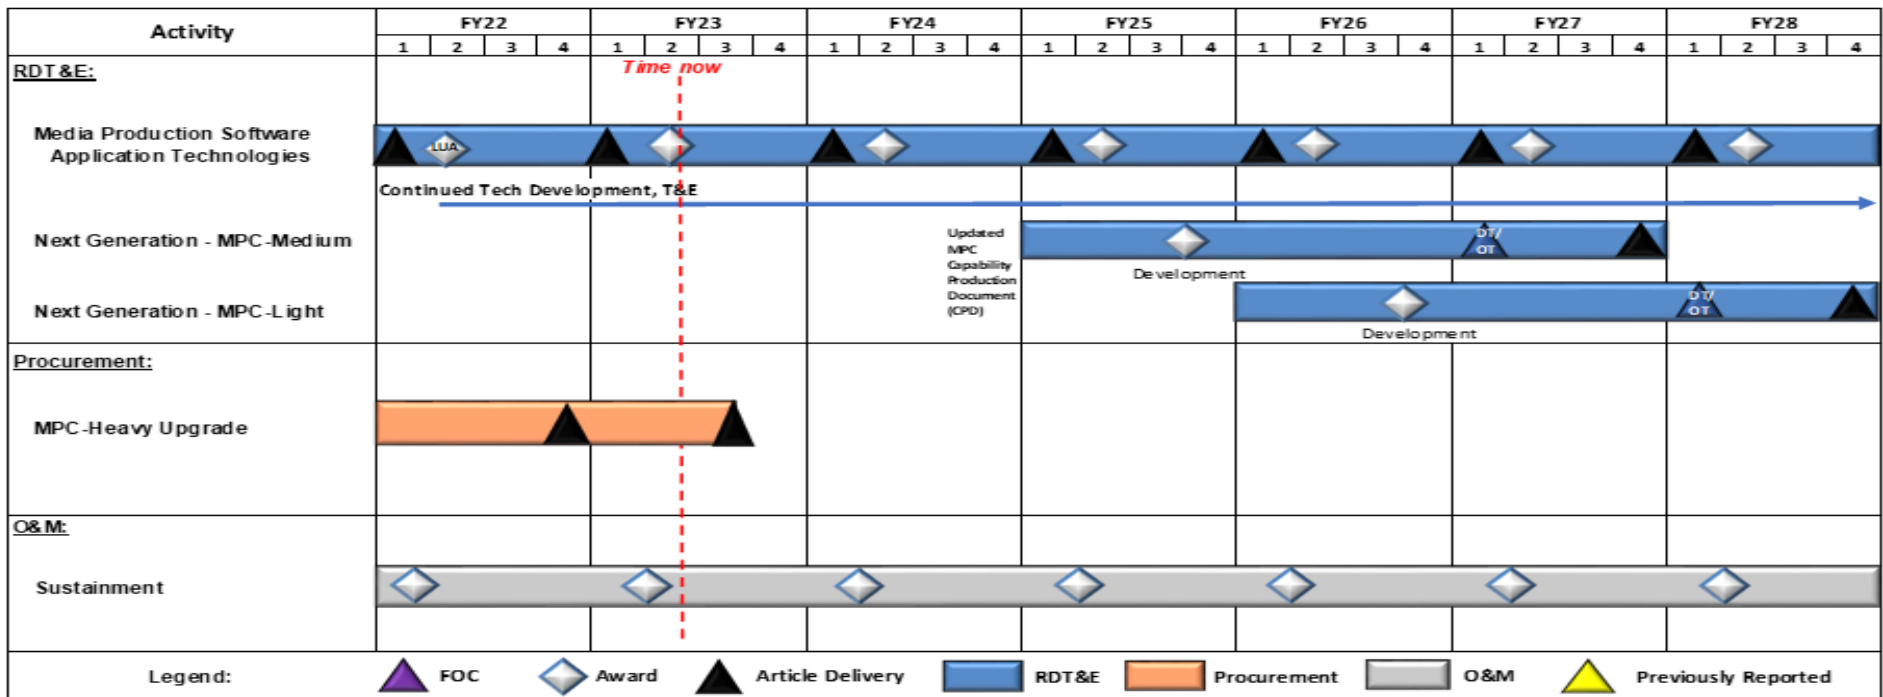 Activity
FY22 FY23 FY24 FY25 FY26 FY27 FY28
1 2 3 4 1 2 3 4 1 2 3 4 1 2 3 4 1 2 3 4 1 2 3 4 1 2 3 4
RDT&E:
Time now
Media Production Software
Application Technologies
LUA
Continued Tech Development, T&E
Next Generation - MPC-Medium
Updated
MPC
Capability
Production
Document
(CPD)
DT/
OT
Development
Next Generation - MPC-Light
DT/
OT
Development
Procurement:
MPC-Heavy Upgrade
O&M:
Sustainment
Legend: FOC Award Article Delivery RDT&E Procurement O&M Previously Reported